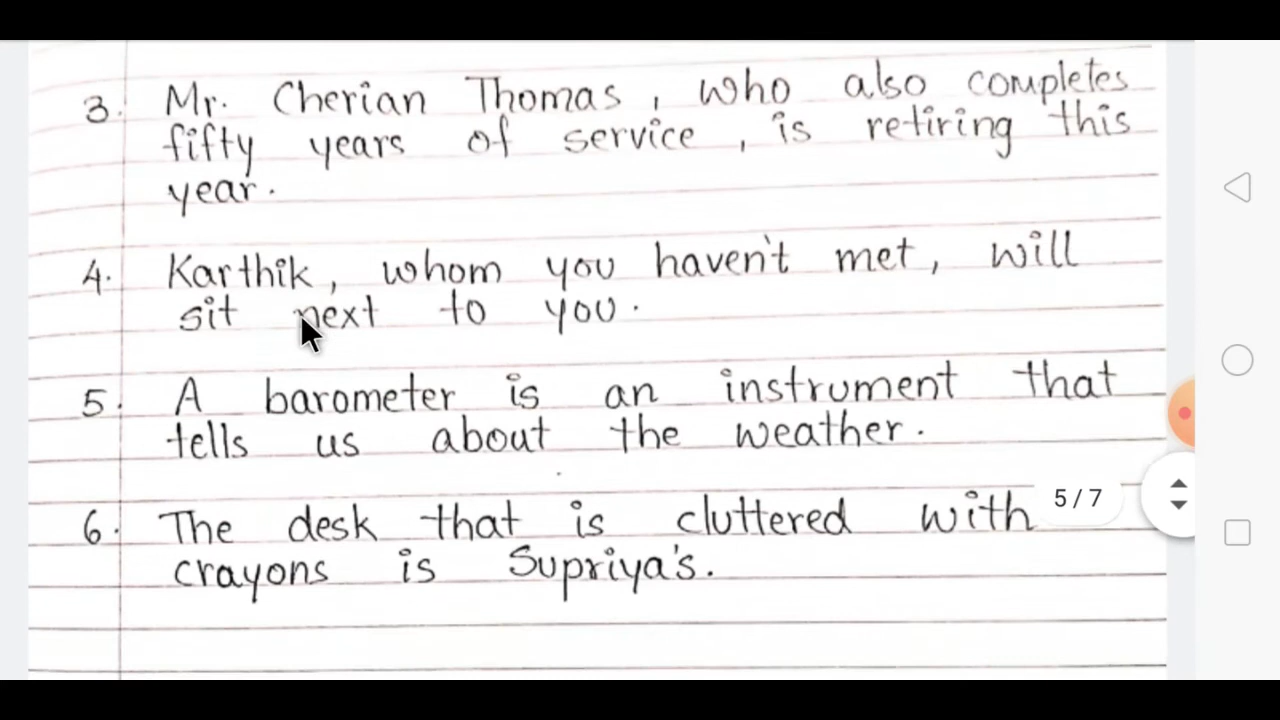 3. Mr. Cherian Thomas, who also completes
fifty years of service, is retiring this
year.
4. Karthik, whom you haven't met, will
sit next to you.
5. A barometer is an instrument that
tells us about the weather.
6. The desk that is cluttered with
crayons is Supriya's.
5/7